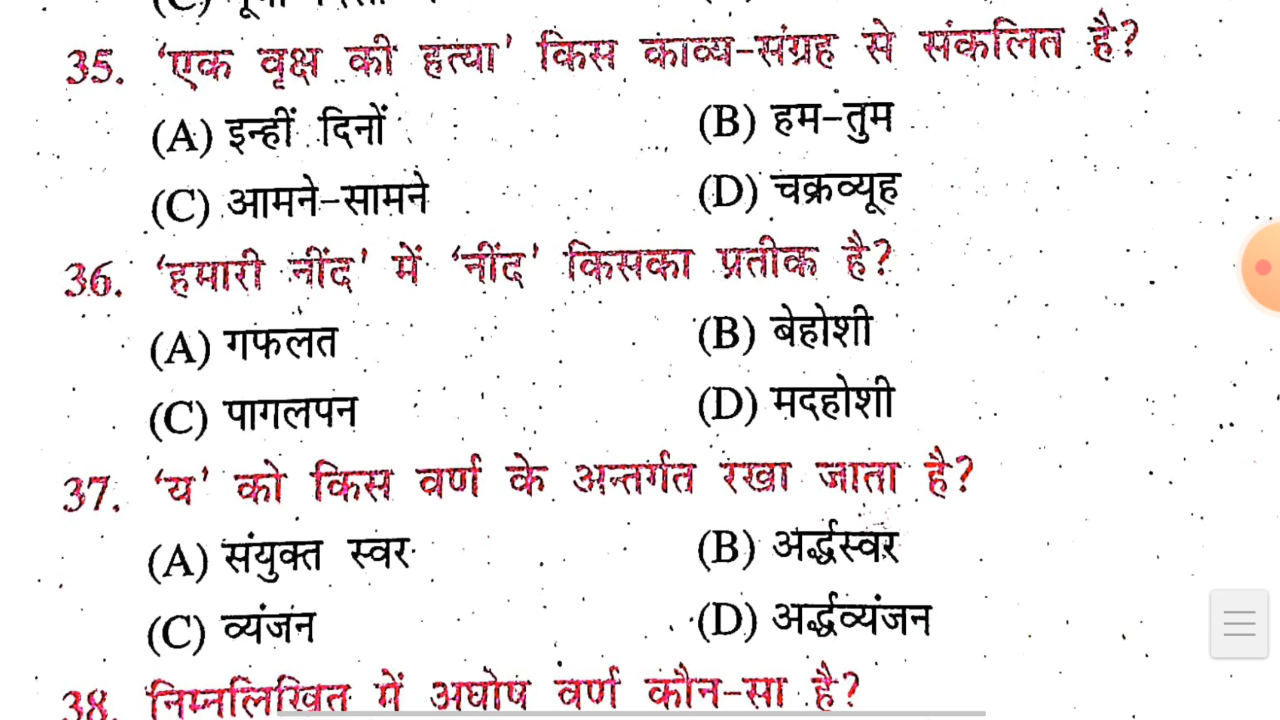 35. 'एक वृक्ष की हत्या' किस काव्य-संग्रह से संकलित है?
(A) इन्हीं दिनों (B) हम-तुम
(C) आमने-सामने (D) चक्रव्यूह
36. 'हमारी नींद' में 'नींद' किसका प्रतीक है?
(A) गफलत (B) बेहोशी
(C) पागलपन (D) मदहोशी
37. 'य' को किस वर्ण के अन्तर्गत रखा जाता है?
(A) संयुक्त स्वर (B) अर्द्धस्वर
(C) व्यंजन (D) अर्द्धव्यंजन
38. निम्नलिखित में अघोष वर्ण कौन-सा है?